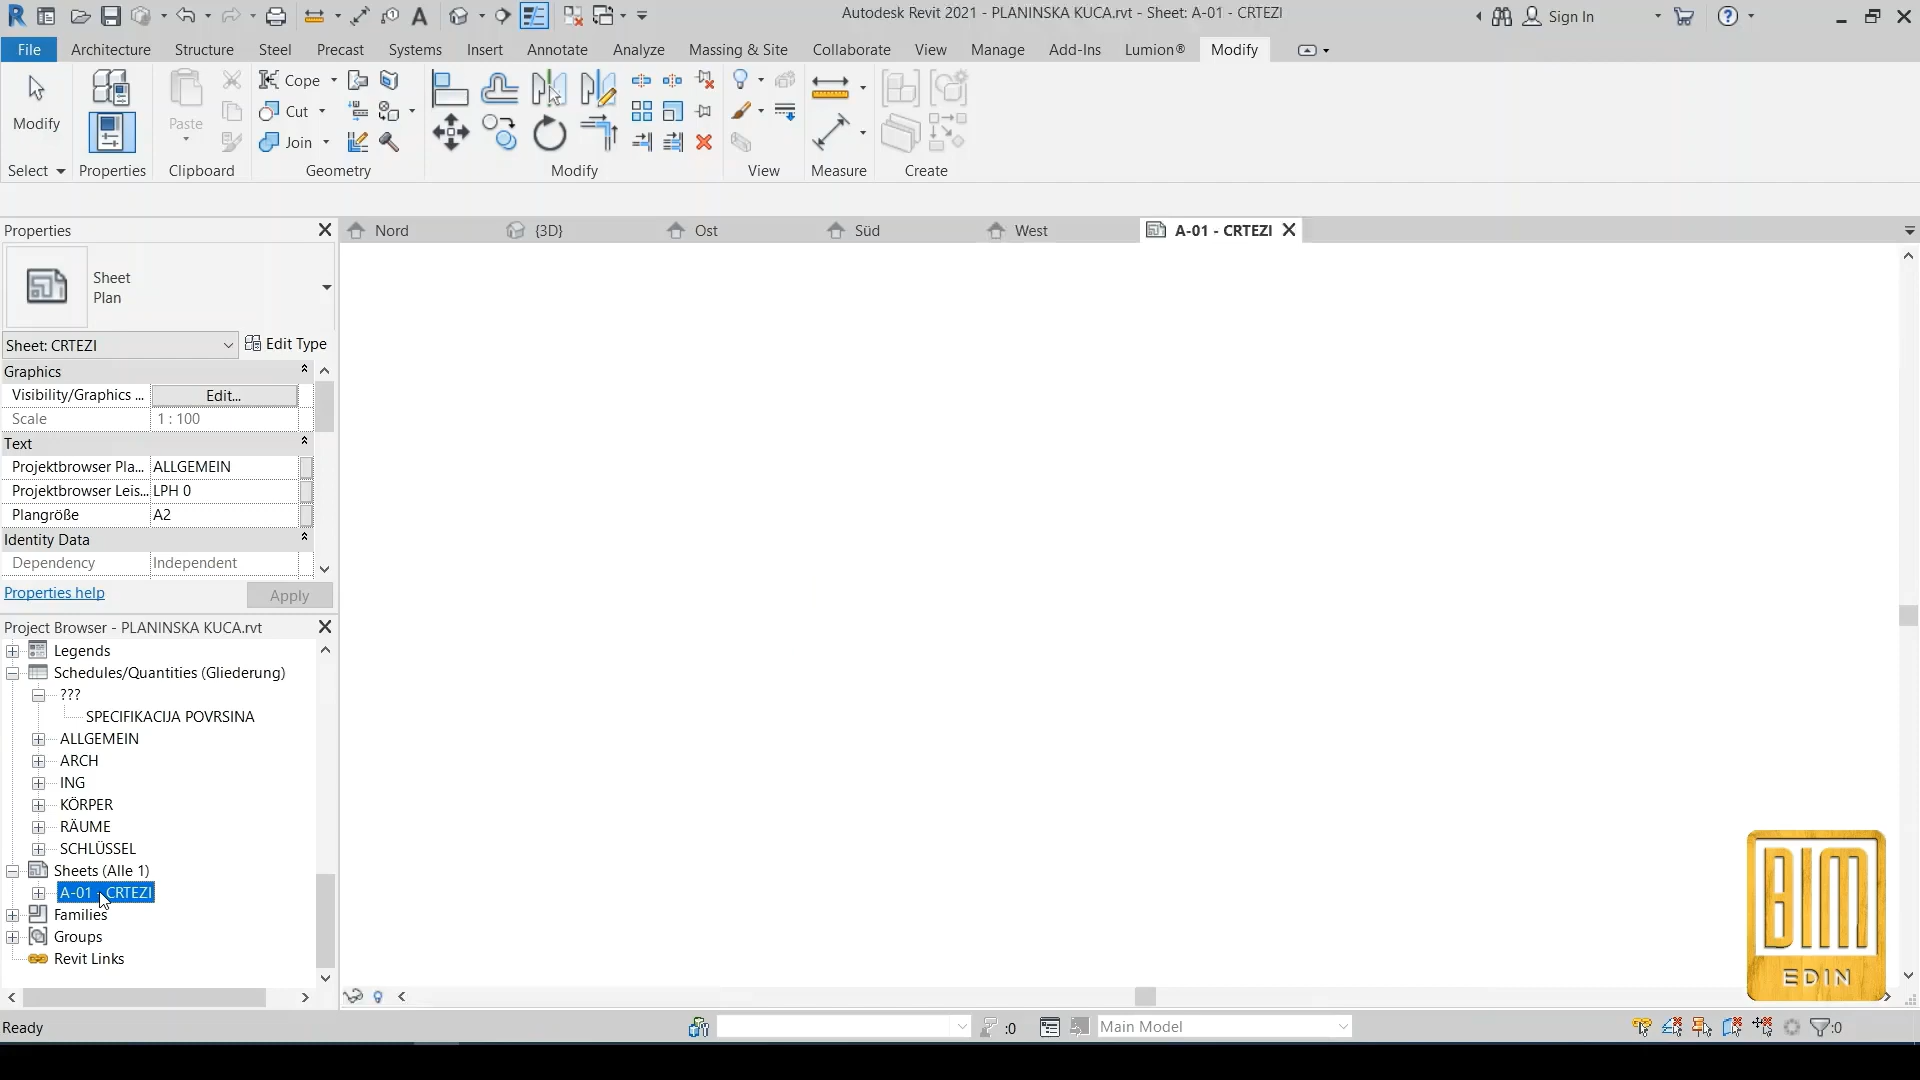 Autodesk Revit 2021 - PLANINSKA KUCA.rvt - Sheet: A-01 - CRTEZI
Sign In
File Architecture Structure Steel Precast Systems Insert Annotate Analyze Massing & Site Collaborate View Manage Add-Ins Lumion® Modify
Modify
Paste
Cope
Cut
Join
Select Properties Clipboard Geometry Modify View Measure Create
Properties
Nord {3D} Ost Süd West A-01 - CRTEZI
Sheet
Plan
Sheet: CRTEZI Edit Type
Graphics
Visibility/Graphics ... Edit...
Scale 1 : 100
Text
Projektbrowser Pla... ALLGEMEIN
Projektbrowser Leis... LPH 0
Plangröße A2
Identity Data
Dependency Independent
Properties help Apply
Project Browser - PLANINSKA KUCA.rvt
Legends
Schedules/Quantities (Gliederung)
???
SPECIFIKACIJA POVRSINA
ALLGEMEIN
ARCH
ING
KÖRPER
RÄUME
SCHLÜSSEL
Sheets (Alle 1)
A-01 - CRTEZI
Families
Groups
Revit Links
BIM
EDIN
Ready :0 Main Model :0